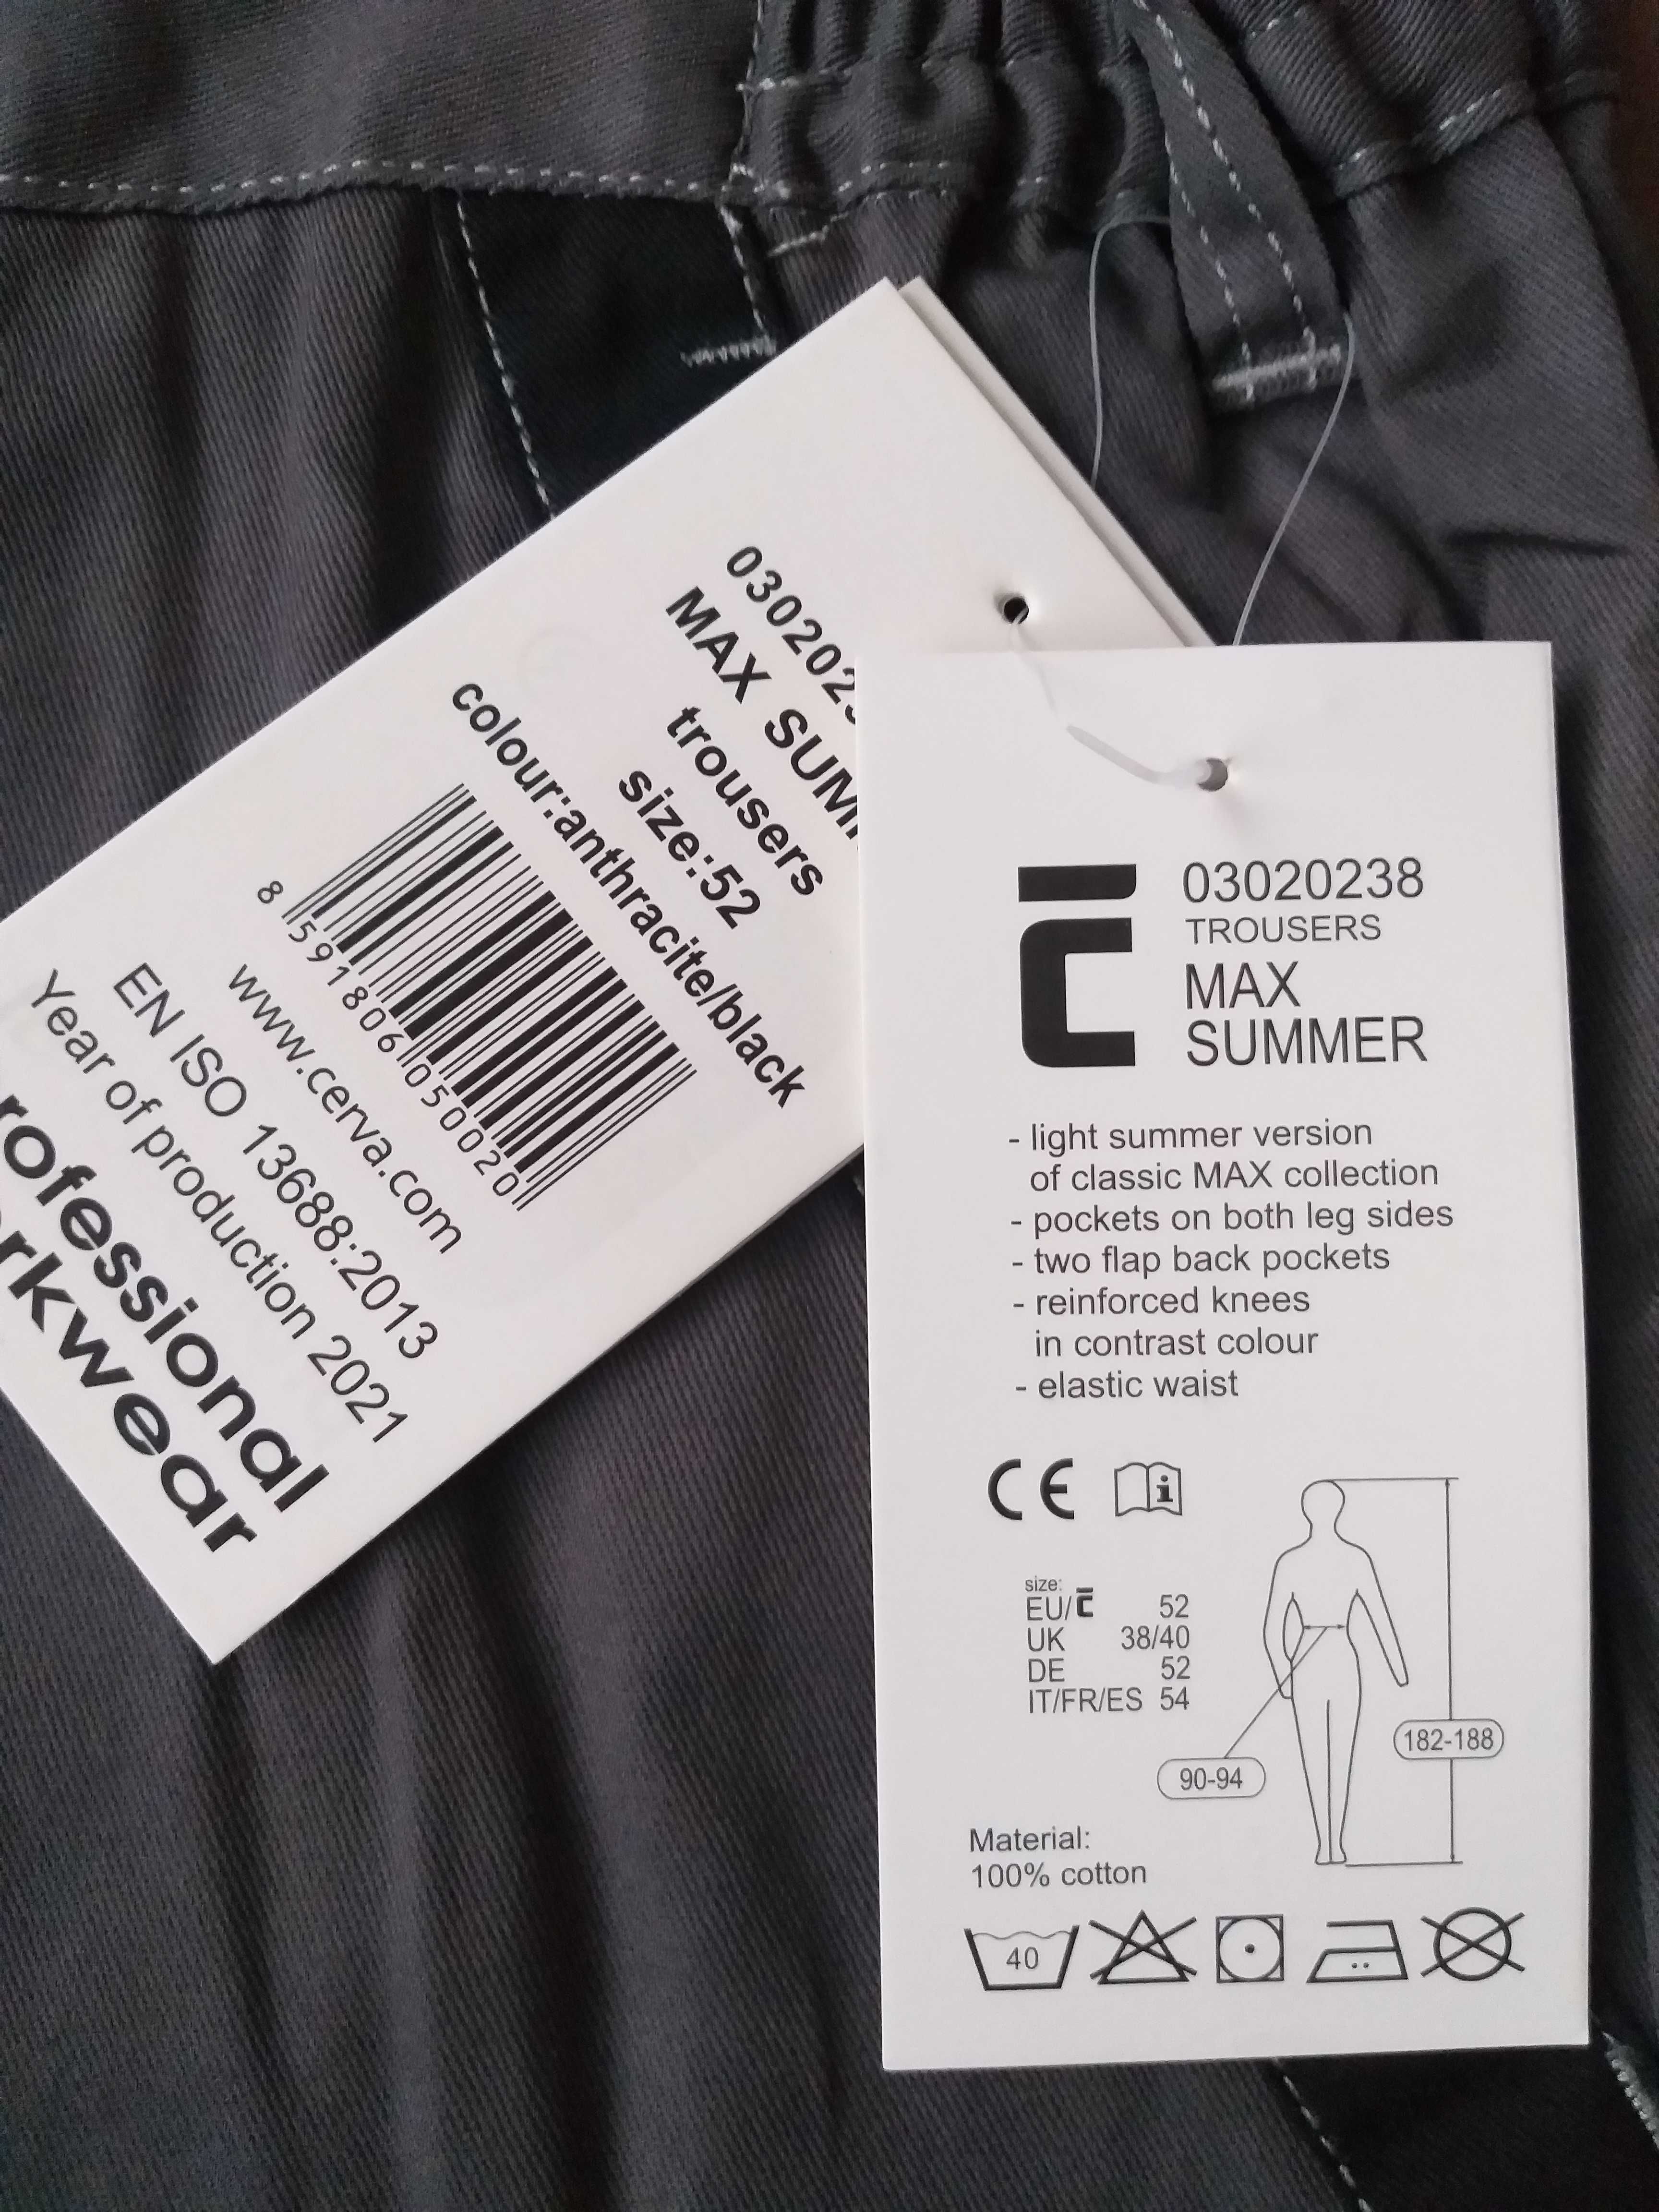 0302023
MAX SUMM
trousers
size:52
colour:anthracite/black
8 591806 050020
www.cerva.com
EN ISO 13688:2013
Year of production 2021
rofessional
rkwear
03020238
TROUSERS
MAX
SUMMER
- light summer version
of classic MAX collection
- pockets on both leg sides
- two flap back pockets
- reinforced knees
in contrast colour
- elastic waist
CE i
size:
EU/C̄ 52
UK 38/40
DE 52
IT/FR/ES 54
182-188
90-94
Material:
100% cotton
40